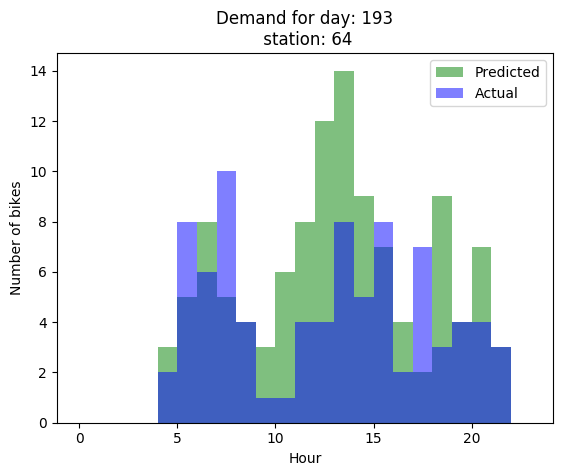 Demand for day: 193
station: 64
14
12
10
8
6
4
2
0
Number of bikes
Predicted
Actual
0 5 10 15 20
Hour